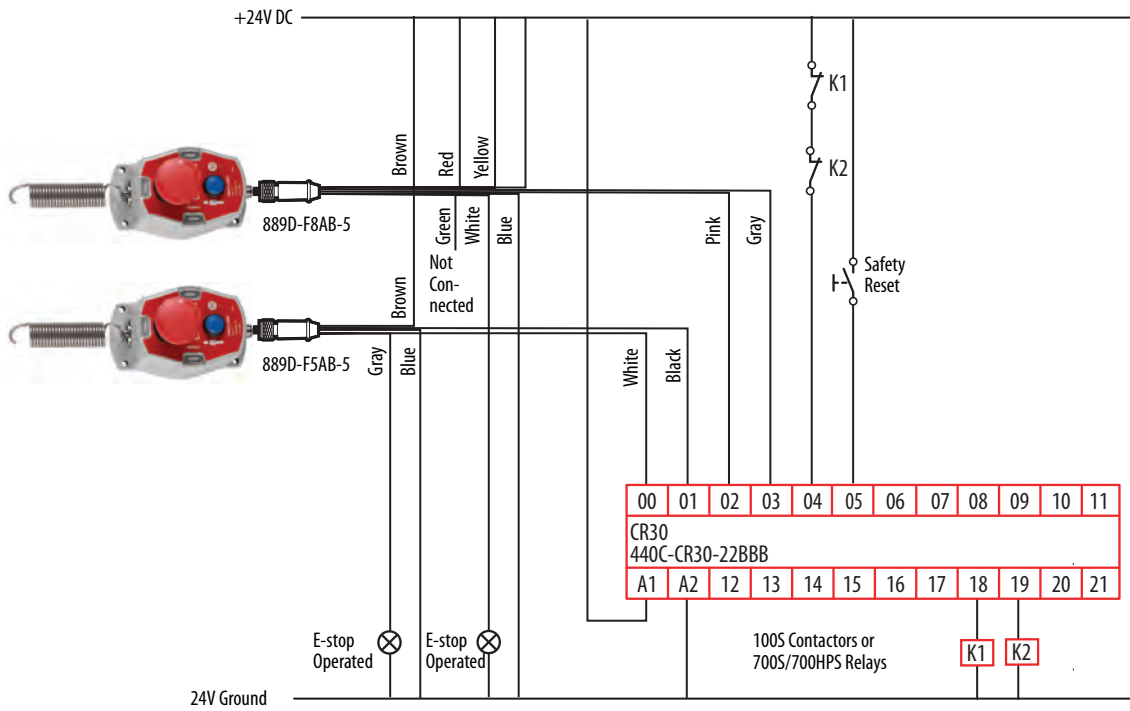 +24V DC
K1
K2
Brown
Red
Yellow
889D-F8AB-5
Green
White
Blue
Pink
Gray
Not
Con-
nected
Safety
Reset
Brown
889D-F5AB-5
Gray
Blue
White
Black
00 01 02 03 04 05 06 07 08 09 10 11
CR30
440C-CR30-22BBB
A1 A2 12 13 14 15 16 17 18 19 20 21
E-stop
Operated
E-stop
Operated
100S Contactors or
700S/700HPS Relays
K1
K2
24V Ground